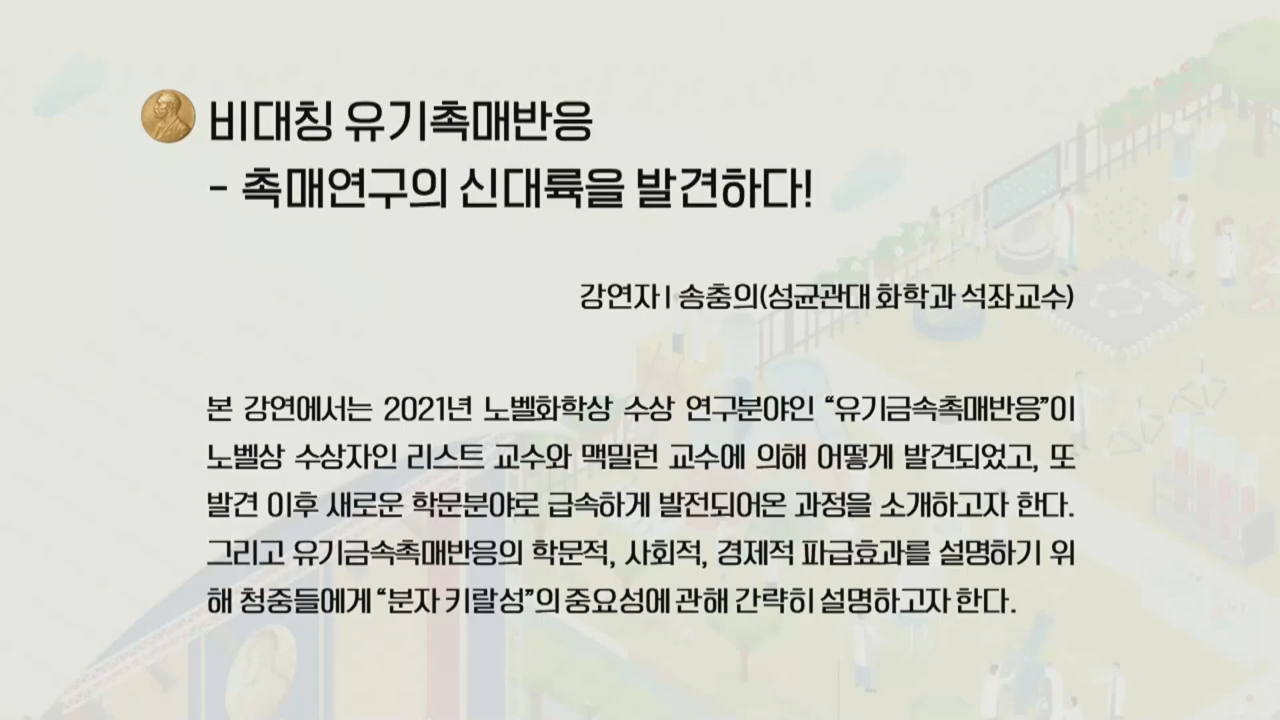 비대칭 유기촉매반응
- 촉매연구의 신대륙을 발견하다!
강연자 | 송충의(성균관대 화학과 석좌교수)
본 강연에서는 2021년 노벨화학상 수상 연구분야인 “유기금속촉매반응”이
노벨상 수상자인 리스트 교수와 맥밀런 교수에 의해 어떻게 발견되었고, 또
발견 이후 새로운 학문분야로 급속하게 발전되어온 과정을 소개하고자 한다.
그리고 유기금속촉매반응의 학문적, 사회적, 경제적 파급효과를 설명하기 위
해 청중들에게 “분자 키랄성”의 중요성에 관해 간략히 설명하고자 한다.